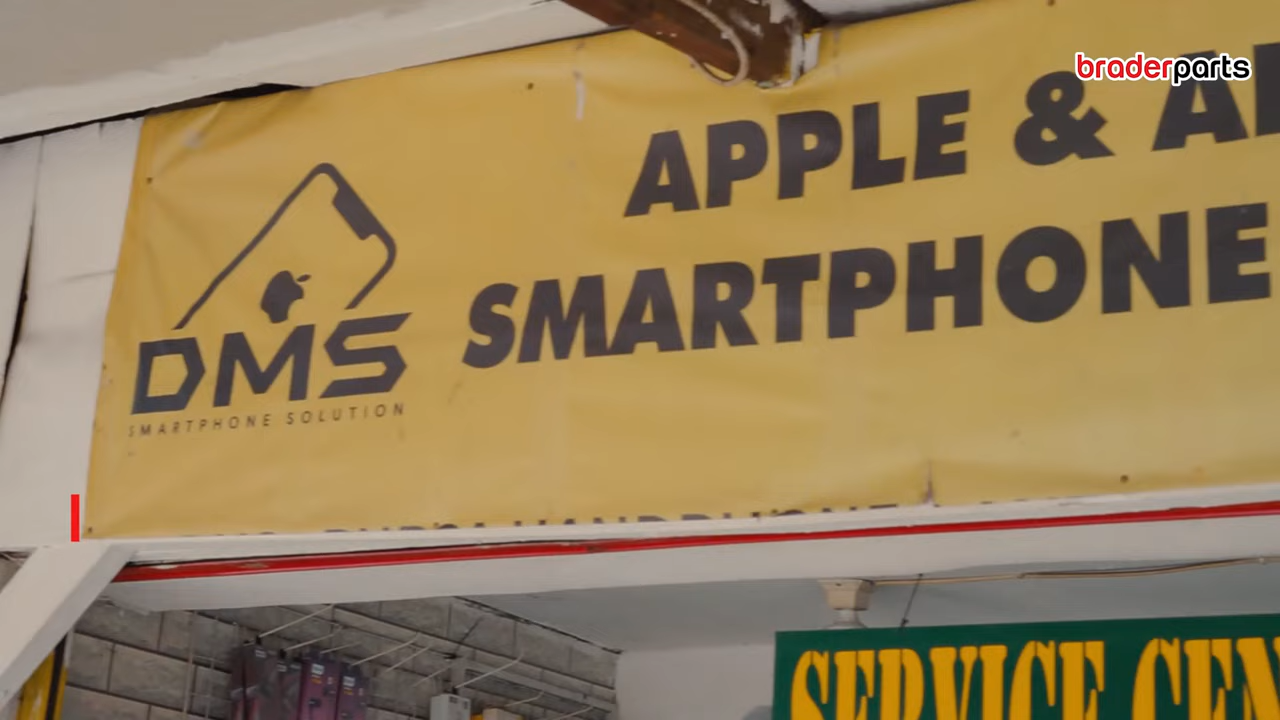 braderparts
APPLE & A
SMARTPHONE
DMS
SMARTPHONE SOLUTION
SERVICE CEN